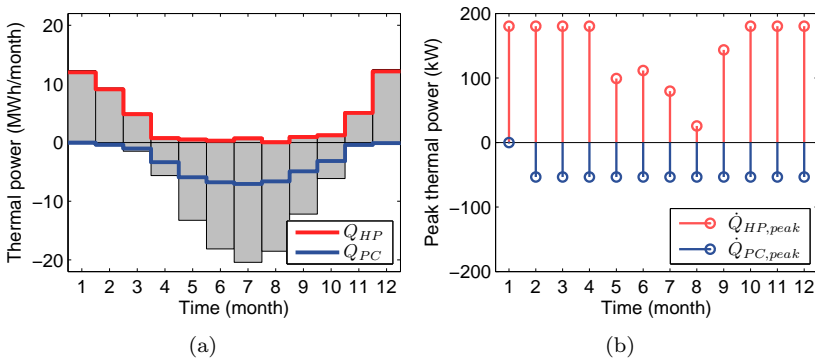 Thermal power (MWh/month)
20
10
0
−10
−20
Q_HP
Q_PC
1 2 3 4 5 6 7 8 9 10 11 12
Time (month)
(a)
Peak thermal power (kW)
200
100
0
−100
−200
Q̇_HP,peak
Q̇_PC,peak
1 2 3 4 5 6 7 8 9 10 11 12
Time (month)
(b)